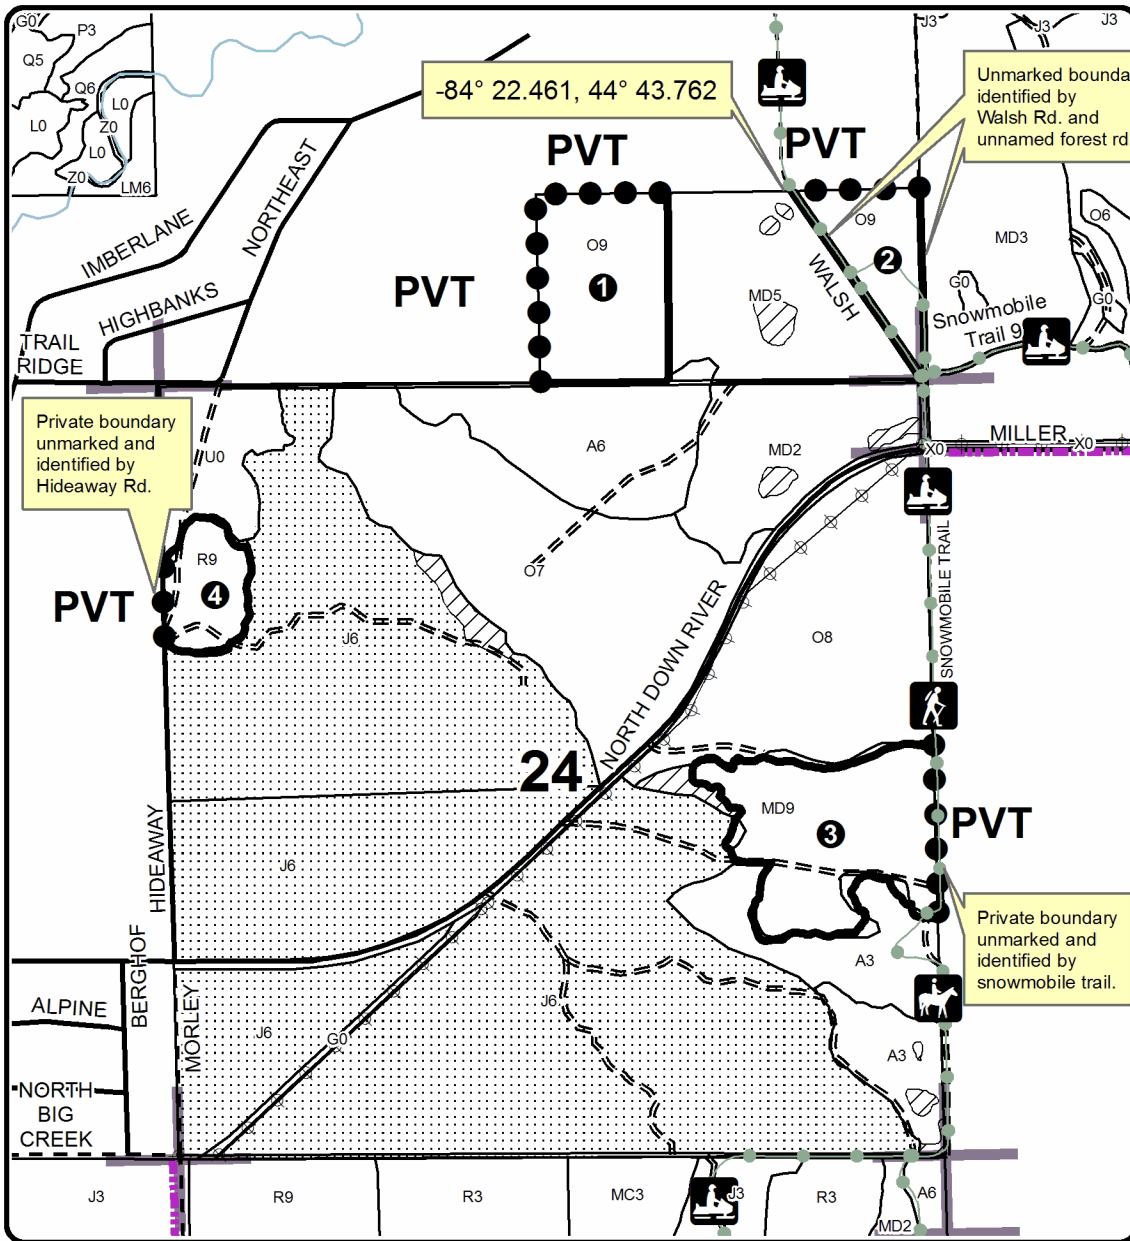 G0
P3
J3
J3
J3
Q5
Q6
L0
Z0
L0
L0
Z0
LM6
-84° 22.461, 44° 43.762
Unmarked bounda
identified by
Walsh Rd. and
unnamed forest rd
PVT
PVT
NORTHEAST
IMBERLANE
HIGHBANKS
TRAIL
RIDGE
O9
1
PVT
O9
2
WALSH
MD5
MD3
O6
G0
G0
Snowmobile
Trail 9
Private boundary
unmarked and
identified by
Hideaway Rd.
U0
A6
MD2
MILLER
X0
X0
R9
4
PVT
O7
J6
O8
SNOWMOBILE TRAIL
NORTH DOWN RIVER
24
MD9
3
PVT
HIDEAWAY
J6
Private boundary
unmarked and
identified by
snowmobile trail.
A3
BERGHOF
ALPINE
MORLEY
J6
J6
G0
A3
NORTH
BIG
CREEK
J3
R9
R3
MC3
J3
R3
A6
MD2